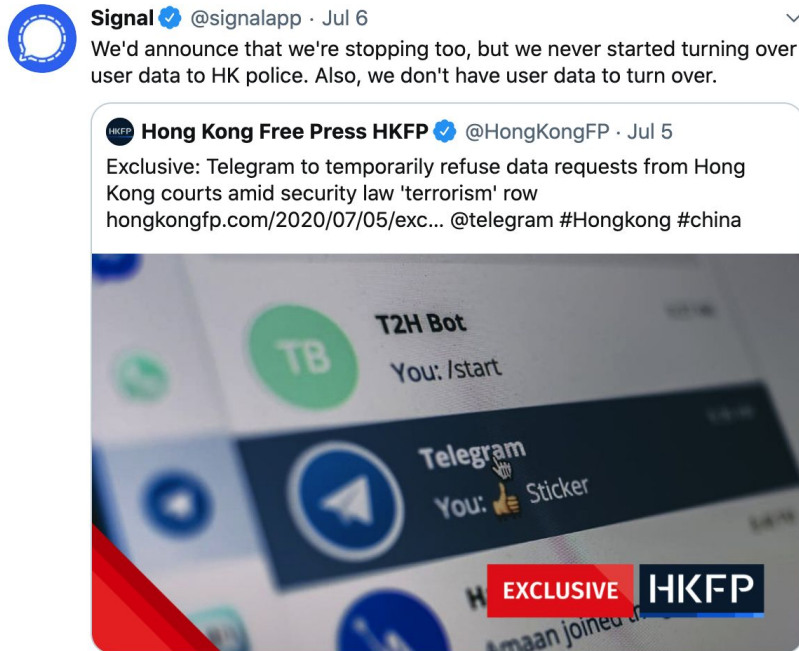 Signal @signalapp · Jul 6
We'd announce that we're stopping too, but we never started turning over
user data to HK police. Also, we don't have user data to turn over.
HKFP Hong Kong Free Press HKFP @HongKongFP · Jul 5
Exclusive: Telegram to temporarily refuse data requests from Hong
Kong courts amid security law 'terrorism' row
hongkongfp.com/2020/07/05/exc... @telegram #Hongkong #china
TB
T2H Bot
You: /start
Telegram
You: 👍 Sticker
EXCLUSIVE HKFP
joined